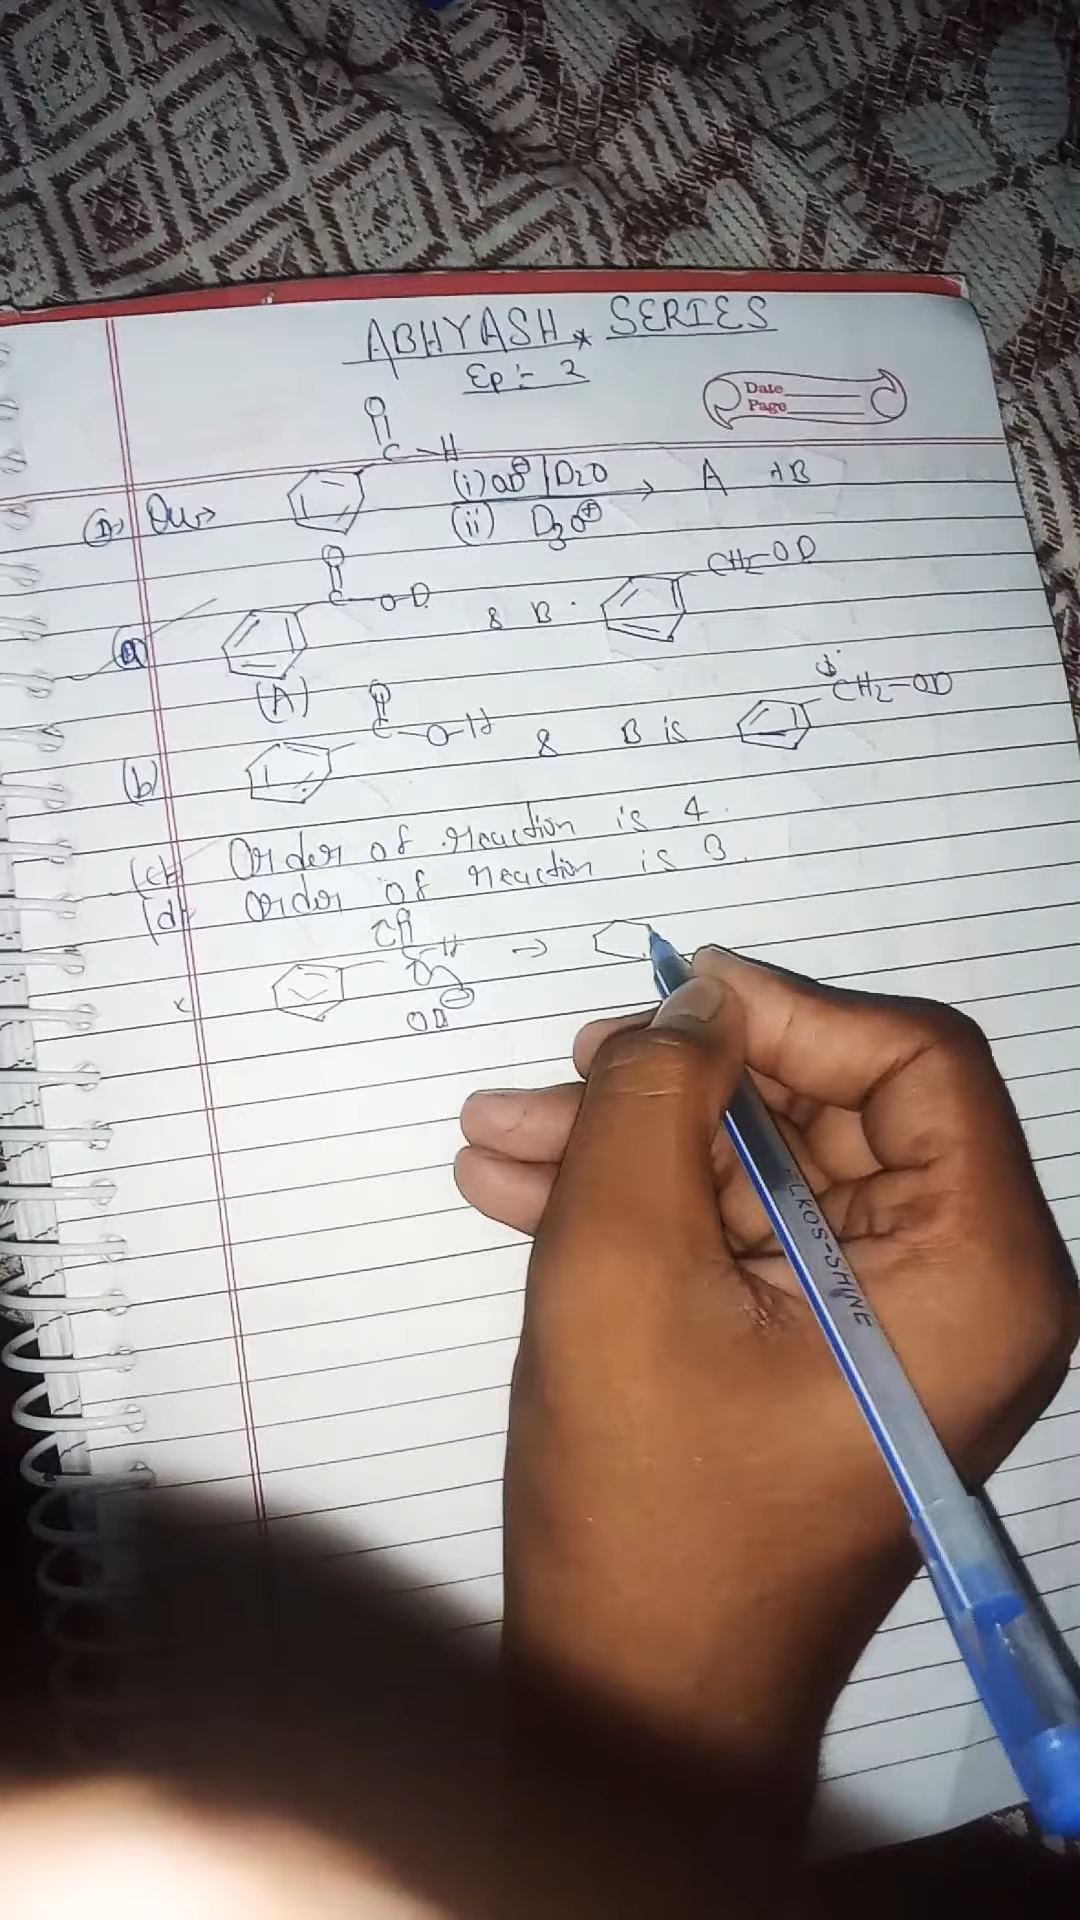 ABHYASH * SERIES
Ep:- 2
Date
Page
O
C-H
(1) Qu→ (i) OD⊖ | D2O → A + B
(ii) D3O⊕
O CH2-OD
(a) C-O-D & B.
(A) O CH2-OD
(b) C O-H & B is
(c) Order of reaction is 4.
(d) Order of reaction is 3.
H →
⊖
OD
ELKOS-SHINE